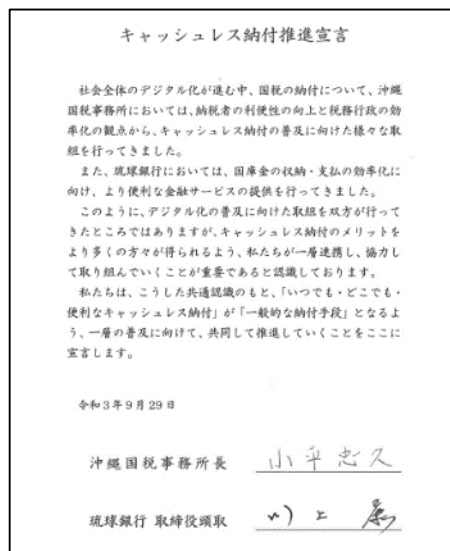 キャッシュレス納付推進宣言
社会全体のデジタル化が進む中、国税の納付について、沖縄
国税事務所においては、納税者の利便性の向上と税務行政の効
率化の観点から、キャッシュレス納付の普及に向けた様々な取
組を行ってきました。
また、琉球銀行においては、国庫金の収納・支払の効率化に
向け、より便利な金融サービスの提供を行ってきました。
このように、デジタル化の普及に向けた取組を双方が行って
きたところではありますが、キャッシュレス納付のメリットを
より多くの方々が得られるよう、私たちが一層連携し、協力し
て取り組んでいくことが重要であると認識しております。
私たちは、こうした共通認識のもと、「いつでも・どこでも・
便利なキャッシュレス納付」が「一般的な納付手段」となるよ
う、一層の普及に向けて、共同して推進していくことをここに
宣言します。
令和3年9月29日
沖縄国税事務所長 小平忠久
琉球銀行 取締役頭取 川上康